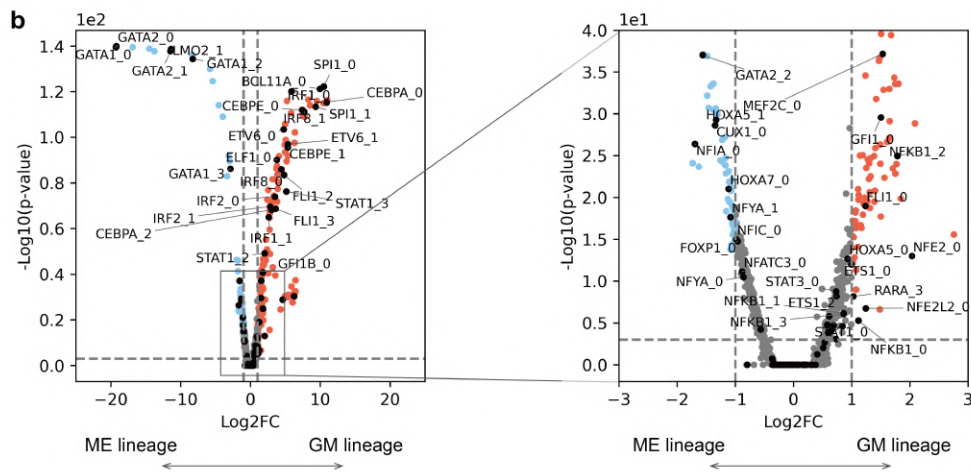 b
1e2
1e1
-Log10(p-value)
1.4
1.2
1.0
0.8
0.6
0.4
0.2
0.0
GATA2_0
GATA1_0
LMO2_1
GATA2_1
GATA1_2
SPI1_0
BCL11A_0
IRF1_0
CEBPA_0
CEBPE_0
SPI1_1
IRF8_1
ETV6_0
ETV6_1
CEBPE_1
ELF1_0
GATA1_3
IRF8_0
FLI1_2
IRF2_0
STAT1_3
IRF2_1
FLI1_3
CEBPA_2
IRF1_1
STAT1_2
GFI1B_0
−20
−10
0
10
20
Log2FC
ME lineage
GM lineage
-Log10(p-value)
4.0
3.5
3.0
2.5
2.0
1.5
1.0
0.5
0.0
GATA2_2
MEF2C_0
HOXA5_1
CUX1_0
GFI1_0
NFIA_0
NFKB1_2
HOXA7_0
FLI1_0
NFYA_1
NFIC_0
FOXP1_0
HOXA5_0
NFE2_0
NFATC3_0
ETS1_0
NFYA_0
STAT3_0
RARA_3
NFKB1_1
ETS1_2
NFE2L2_0
NFKB1_3
STAT1_0
NFKB1_0
−3
−2
−1
0
1
2
3
Log2FC
ME lineage
GM lineage